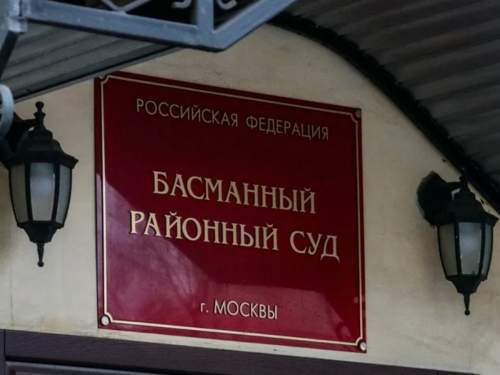 РОССИЙСКАЯ ФЕДЕРАЦИЯ
БАСМАННЫЙ
РАЙОННЫЙ СУД
г. МОСКВЫ